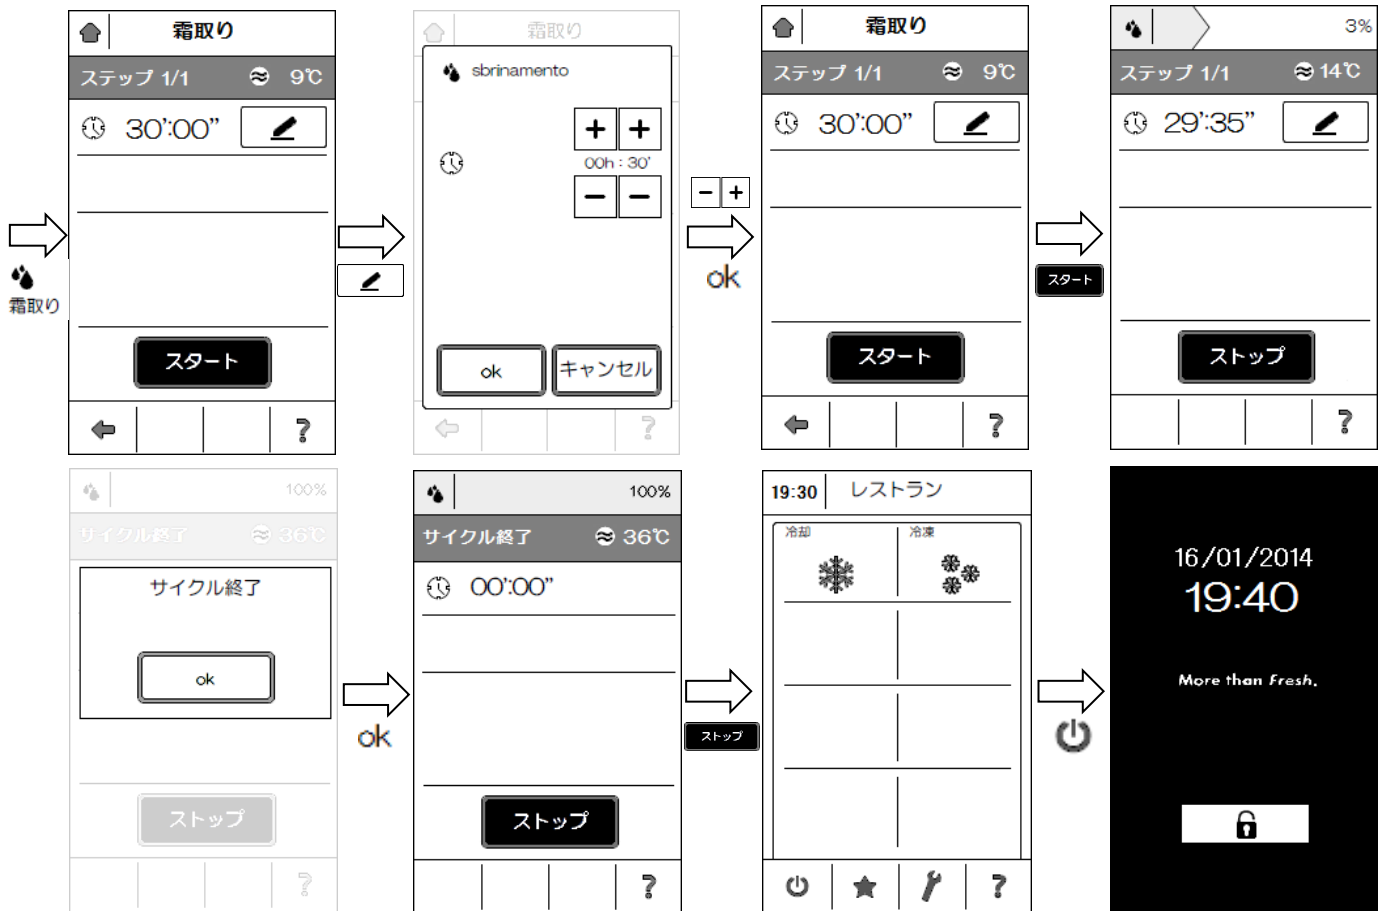 霜取り
霜取り
ステップ 1/1
9℃
30':00”
スタート
?
霜取り
sbrinamento
00h : 30'
ok
キャンセル
?
ok
霜取り
ステップ 1/1
9℃
30':00”
スタート
?
スタート
3%
ステップ 1/1
14℃
29':35”
ストップ
?
100%
サイクル終了
36℃
サイクル終了
ok
ストップ
?
ok
100%
サイクル終了
36℃
00':00”
ストップ
?
ストップ
19:30
レストラン
冷却
冷凍
?
16/01/2014
19:40
More than Fresh.